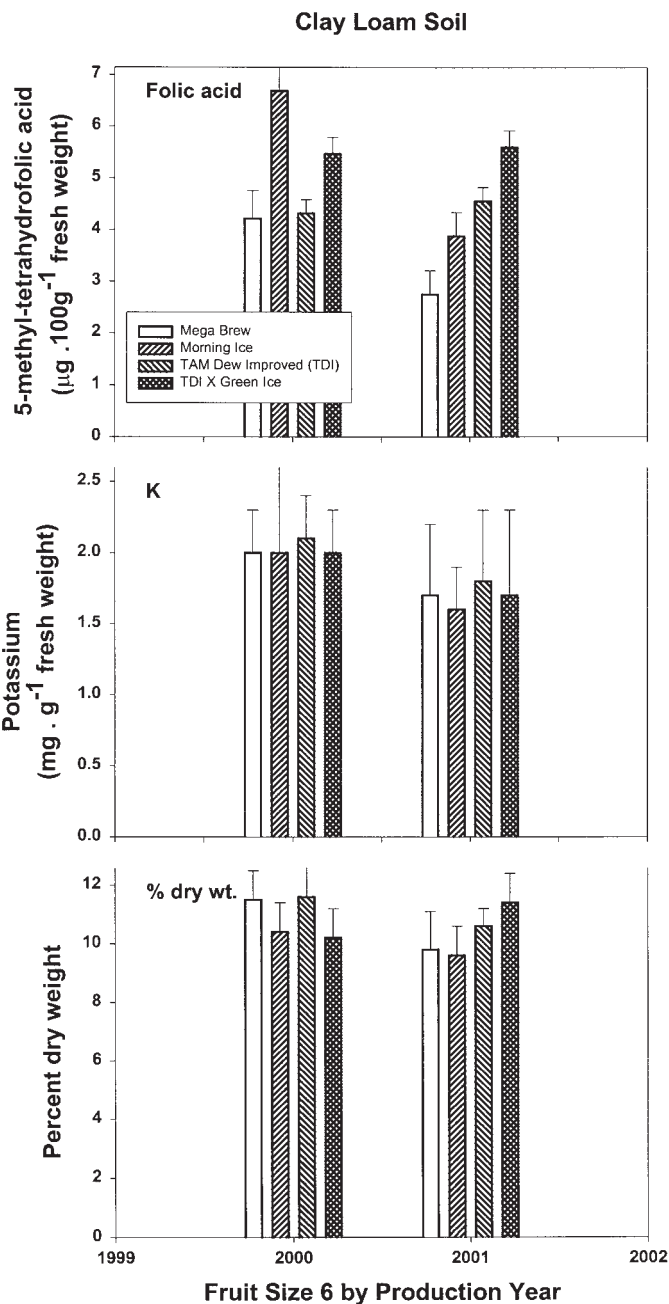 Clay Loam Soil
5-methyl-tetrahydrofolic acid
(μg .100g⁻¹ fresh weight)
Folic acid
7
6
5
4
3
2
1
0
Mega Brew
Morning Ice
TAM Dew Improved (TDI)
TDI X Green Ice
Potassium
(mg . g⁻¹ fresh weight)
K
2.5
2.0
1.5
1.0
0.5
0.0
Percent dry weight
% dry wt.
12
10
8
6
4
2
0
1999 2000 2001 2002
Fruit Size 6 by Production Year